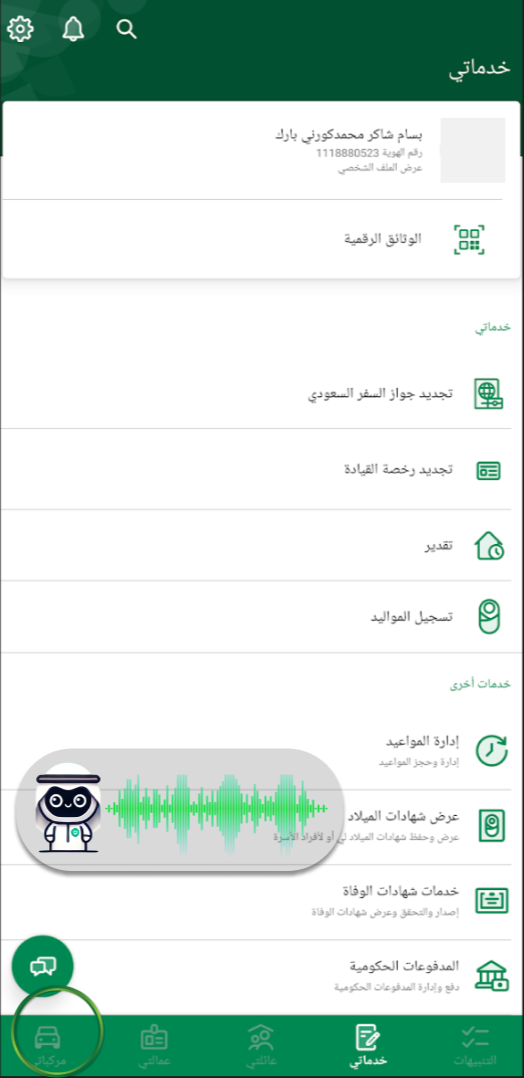 خدماتي
بسام شاكر محمدكورني بارك
رقم الهوية 1118880523
عرض الملف الشخصي
الوثائق الرقمية
خدماتي
تجديد جواز السفر السعودي
تجديد رخصة القيادة
تقدير
تسجيل المواليد
خدمات أخرى
إدارة المواعيد
إدارة وحجز المواعيد
عرض شهادات الميلاد
عرض وحفظ شهادات الميلاد لي أو لأفراد الأسرة
خدمات شهادات الوفاة
إصدار والتحقق وعرض شهادات الوفاة
المدفوعات الحكومية
دفع وإدارة المدفوعات الحكومية
التنبيهات
خدماتي
عائلتي
عمالتي
مركباتي